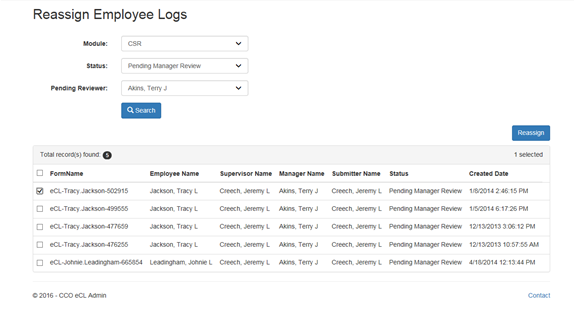 Reassign Employee Logs
Module: CSR
Status: Pending Manager Review
Pending Reviewer: Akins, Terry J
Search
Reassign
Total record(s) found: 5 1 selected
FormName Employee Name Supervisor Name Manager Name Submitter Name Status Created Date
eCL-Tracy.Jackson-502915 Jackson, Tracy L Creech, Jeremy L Akins, Terry J Creech, Jeremy L Pending Manager Review 1/8/2014 2:46:15 PM
eCL-Tracy.Jackson-499555 Jackson, Tracy L Creech, Jeremy L Akins, Terry J Creech, Jeremy L Pending Manager Review 1/5/2014 6:17:26 PM
eCL-Tracy.Jackson-477659 Jackson, Tracy L Creech, Jeremy L Akins, Terry J Creech, Jeremy L Pending Manager Review 12/13/2013 3:06:12 PM
eCL-Tracy.Jackson-476255 Jackson, Tracy L Creech, Jeremy L Akins, Terry J Creech, Jeremy L Pending Manager Review 12/13/2013 10:57:55 AM
eCL-Johnie.Leadingham-665654 Leadingham, Johnie L Creech, Jeremy L Akins, Terry J Creech, Jeremy L Pending Manager Review 4/18/2014 12:13:44 PM
© 2016 - CCO eCL Admin Contact